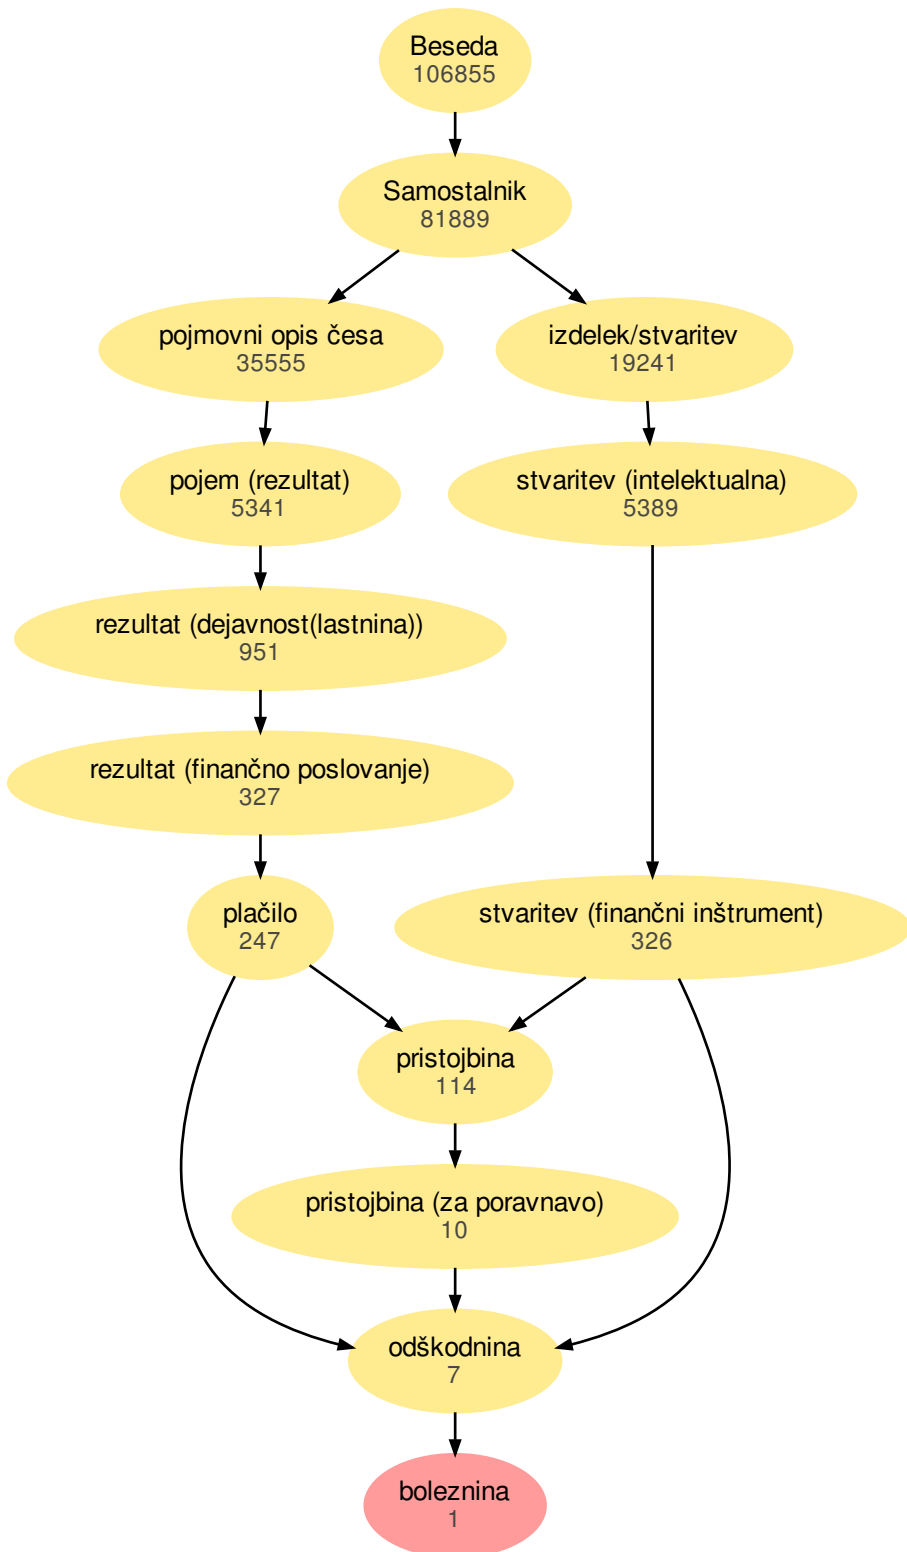 Beseda
106855
Samostalnik
81889
pojmovni opis česa
35555
izdelek/stvaritev
19241
pojem (rezultat)
5341
stvaritev (intelektualna)
5389
rezultat (dejavnost(lastnina))
951
rezultat (finančno poslovanje)
327
plačilo
247
stvaritev (finančni inštrument)
326
pristojbina
114
pristojbina (za poravnavo)
10
odškodnina
7
boleznina
1